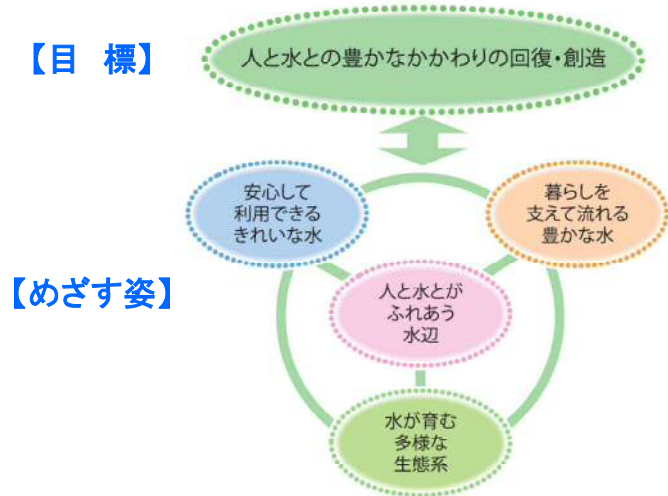 【目 標】
人と水との豊かなかかわりの回復・創造
安心して
利用できる
きれいな水
暮らしを
支えて流れる
豊かな水
【めざす姿】
人と水とが
ふれあう
水辺
水が育む
多様な
生態系